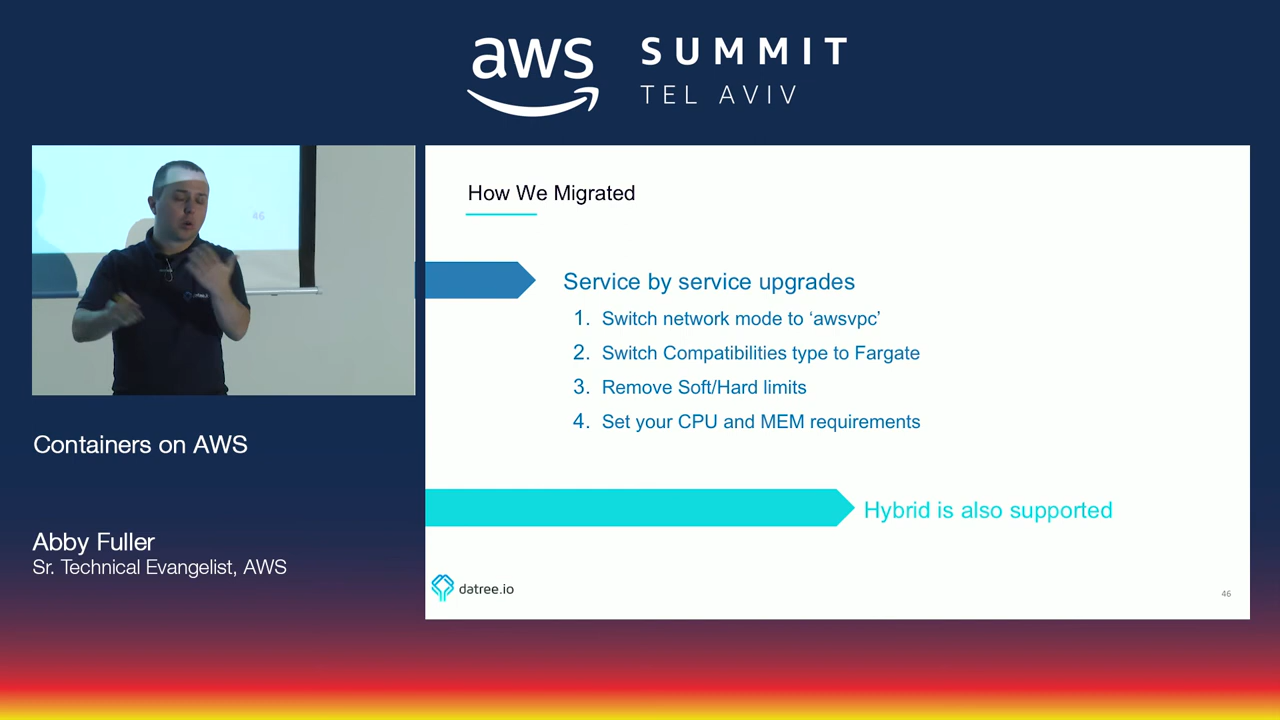 aws
SUMMIT
TEL AVIV
46
How We Migrated
Service by service upgrades
1. Switch network mode to ‘awsvpc’
2. Switch Compatibilities type to Fargate
3. Remove Soft/Hard limits
4. Set your CPU and MEM requirements
Hybrid is also supported
datree.io
46
Containers on AWS
Abby Fuller
Sr. Technical Evangelist, AWS